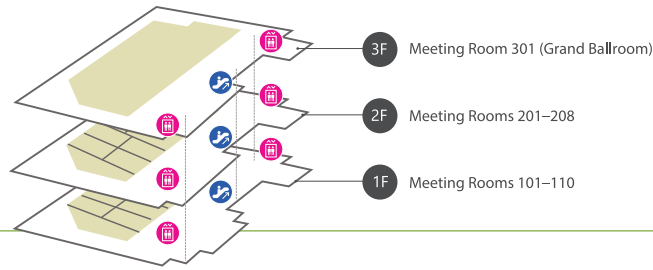 3F Meeting Room 301 (Grand Ballroom)
2F Meeting Rooms 201–208
1F Meeting Rooms 101–110